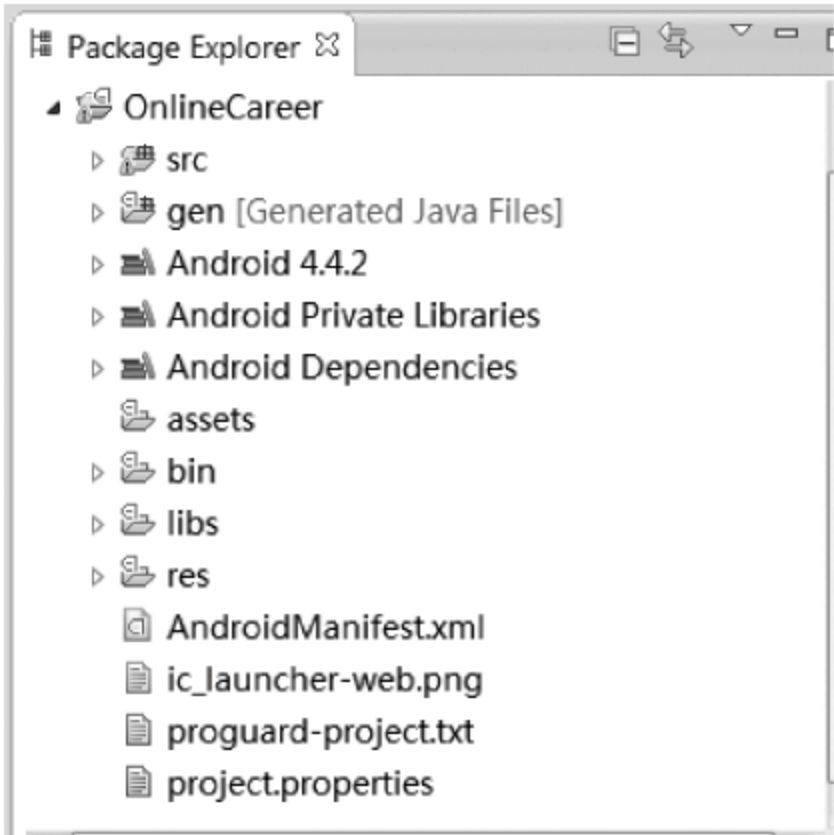 Package Explorer
OnlineCareer
src
gen [Generated Java Files]
Android 4.4.2
Android Private Libraries
Android Dependencies
assets
bin
libs
res
AndroidManifest.xml
ic_launcher-web.png
proguard-project.txt
project.properties